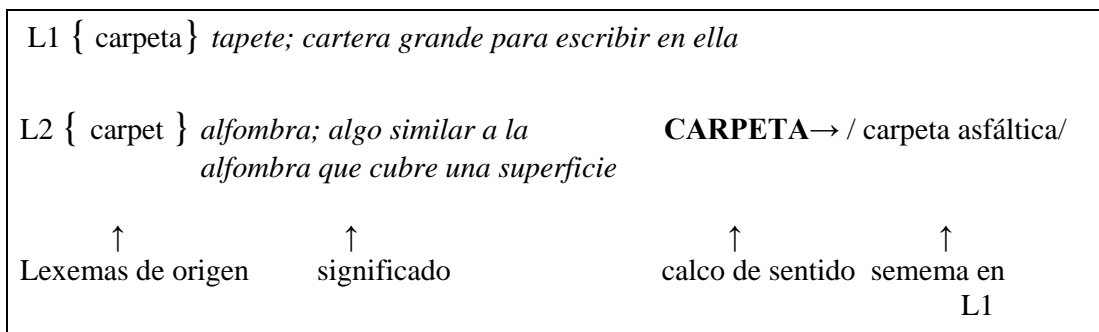 L1 { carpeta} tapete; cartera grande para escribir en ella
L2 { carpet } alfombra; algo similar a la CARPETA→ / carpeta asfáltica/
alfombra que cubre una superficie
↑ ↑ ↑ ↑
Lexemas de origen significado calco de sentido semema en
L1